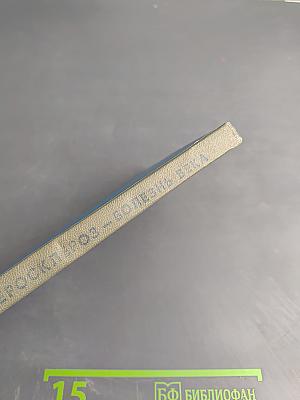 ЕРОСКЛЕРОЗ — БОЛЕЗНЬ ВЕКА
15
БФ БИБЛИОФАН